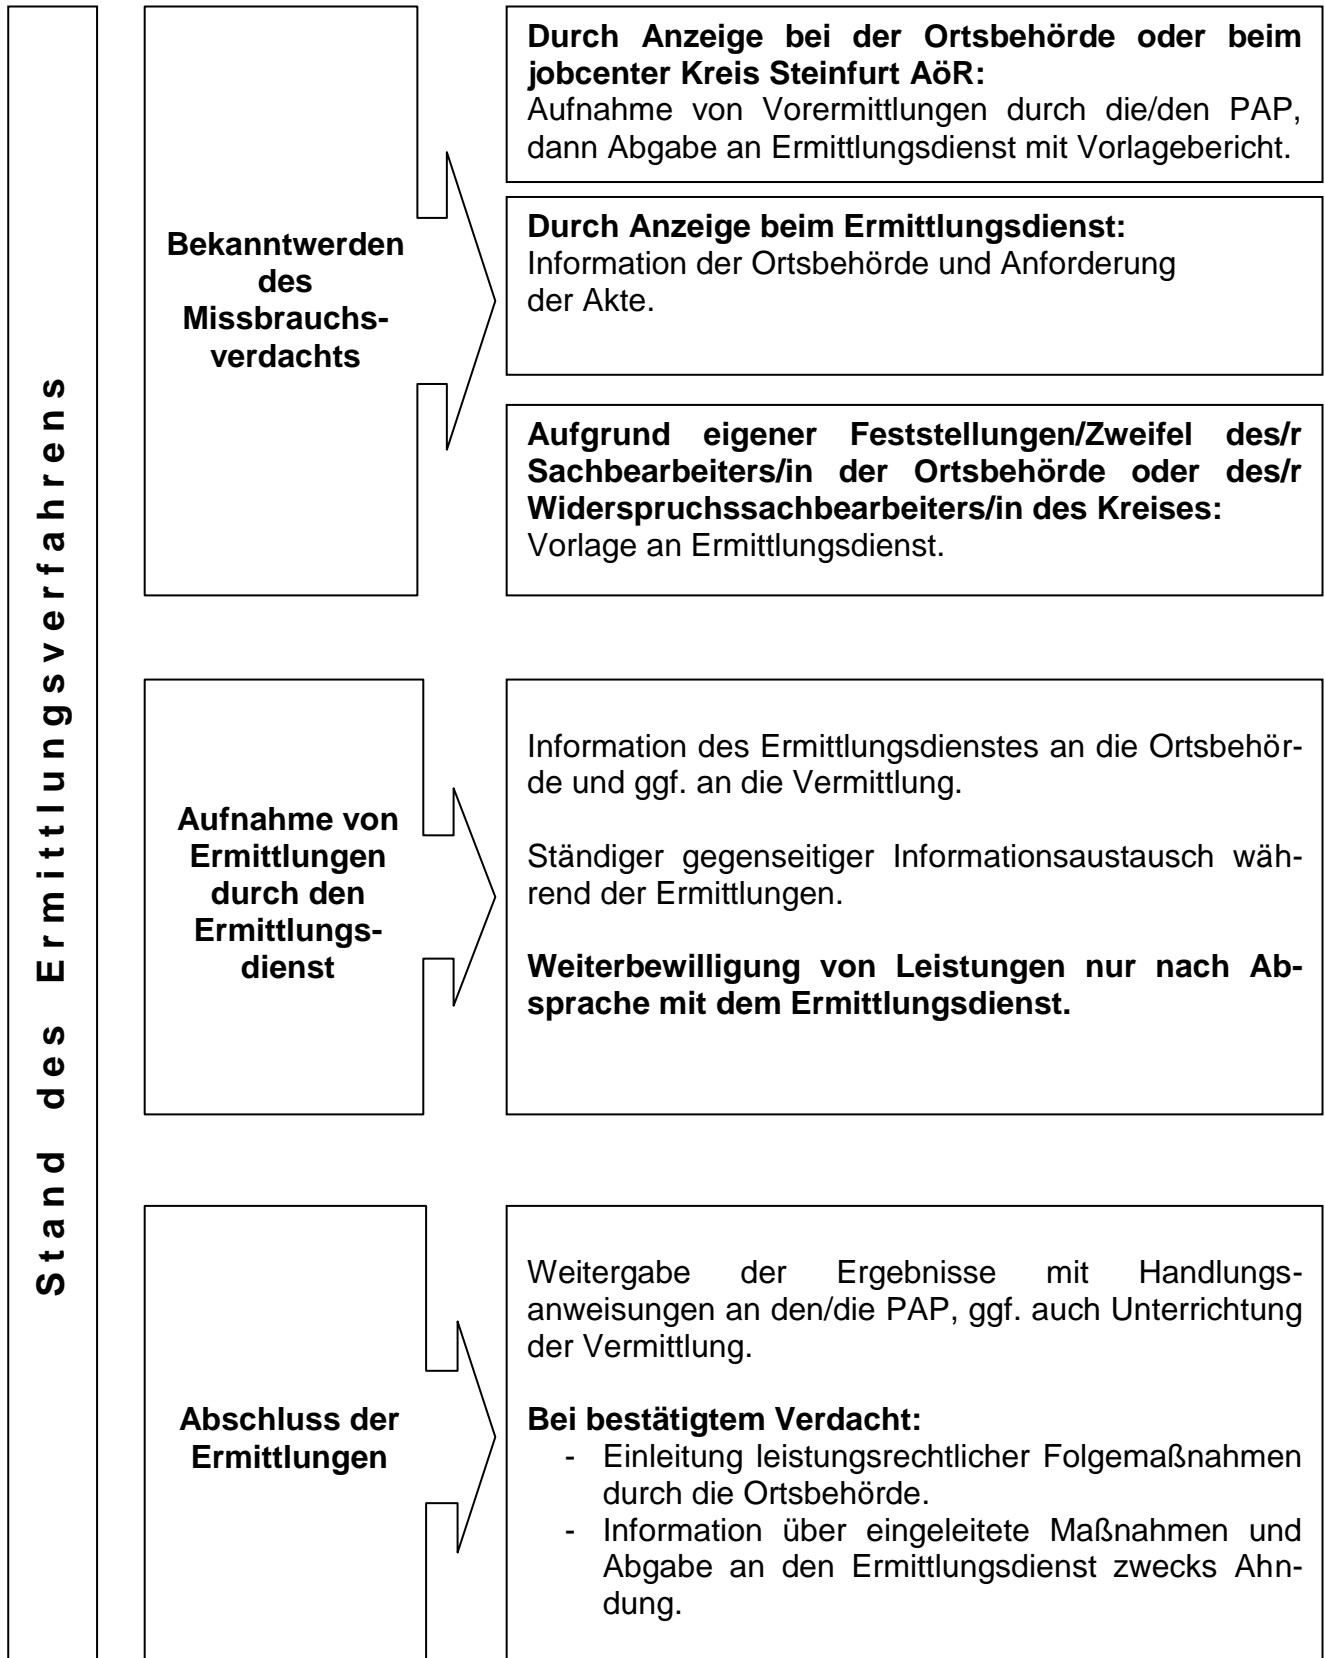 Stand des Ermittlungsverfahrens
Bekanntwerden
des
Missbrauchs-
verdachts
Durch Anzeige bei der Ortsbehörde oder beim
jobcenter Kreis Steinfurt AöR:
Aufnahme von Vorermittlungen durch die/den PAP,
dann Abgabe an Ermittlungsdienst mit Vorlagebericht.
Durch Anzeige beim Ermittlungsdienst:
Information der Ortsbehörde und Anforderung
der Akte.
Aufgrund eigener Feststellungen/Zweifel des/r
Sachbearbeiters/in der Ortsbehörde oder des/r
Widerspruchssachbearbeiters/in des Kreises:
Vorlage an Ermittlungsdienst.
Aufnahme von
Ermittlungen
durch den
Ermittlungs-
dienst
Information des Ermittlungsdienstes an die Ortsbehör-
de und ggf. an die Vermittlung.
Ständiger gegenseitiger Informationsaustausch wäh-
rend der Ermittlungen.
Weiterbewilligung von Leistungen nur nach Ab-
sprache mit dem Ermittlungsdienst.
Abschluss der
Ermittlungen
Weitergabe der Ergebnisse mit Handlungs-
anweisungen an den/die PAP, ggf. auch Unterrichtung
der Vermittlung.
Bei bestätigtem Verdacht:
- Einleitung leistungsrechtlicher Folgemaßnahmen
durch die Ortsbehörde.
- Information über eingeleitete Maßnahmen und
Abgabe an den Ermittlungsdienst zwecks Ahn-
dung.